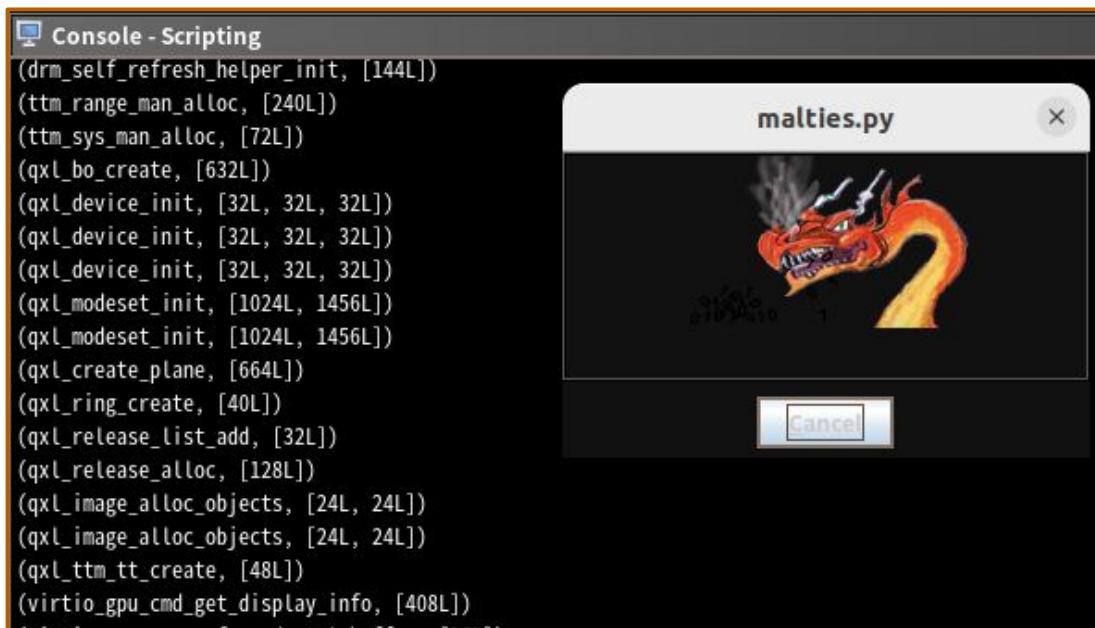 Console - Scripting
(drm_self_refresh_helper_init, [144L])
(ttm_range_man_alloc, [240L])
(ttm_sys_man_alloc, [72L])
(qxl_bo_create, [632L])
(qxl_device_init, [32L, 32L, 32L])
(qxl_device_init, [32L, 32L, 32L])
(qxl_device_init, [32L, 32L, 32L])
(qxl_modeset_init, [1024L, 1456L])
(qxl_modeset_init, [1024L, 1456L])
(qxl_create_plane, [664L])
(qxl_ring_create, [40L])
(qxl_release_list_add, [32L])
(qxl_release_alloc, [128L])
(qxl_image_alloc_objects, [24L, 24L])
(qxl_image_alloc_objects, [24L, 24L])
(qxl_ttm_tt_create, [48L])
(virtio_gpu_cmd_get_display_info, [408L])
malties.py
Cancel